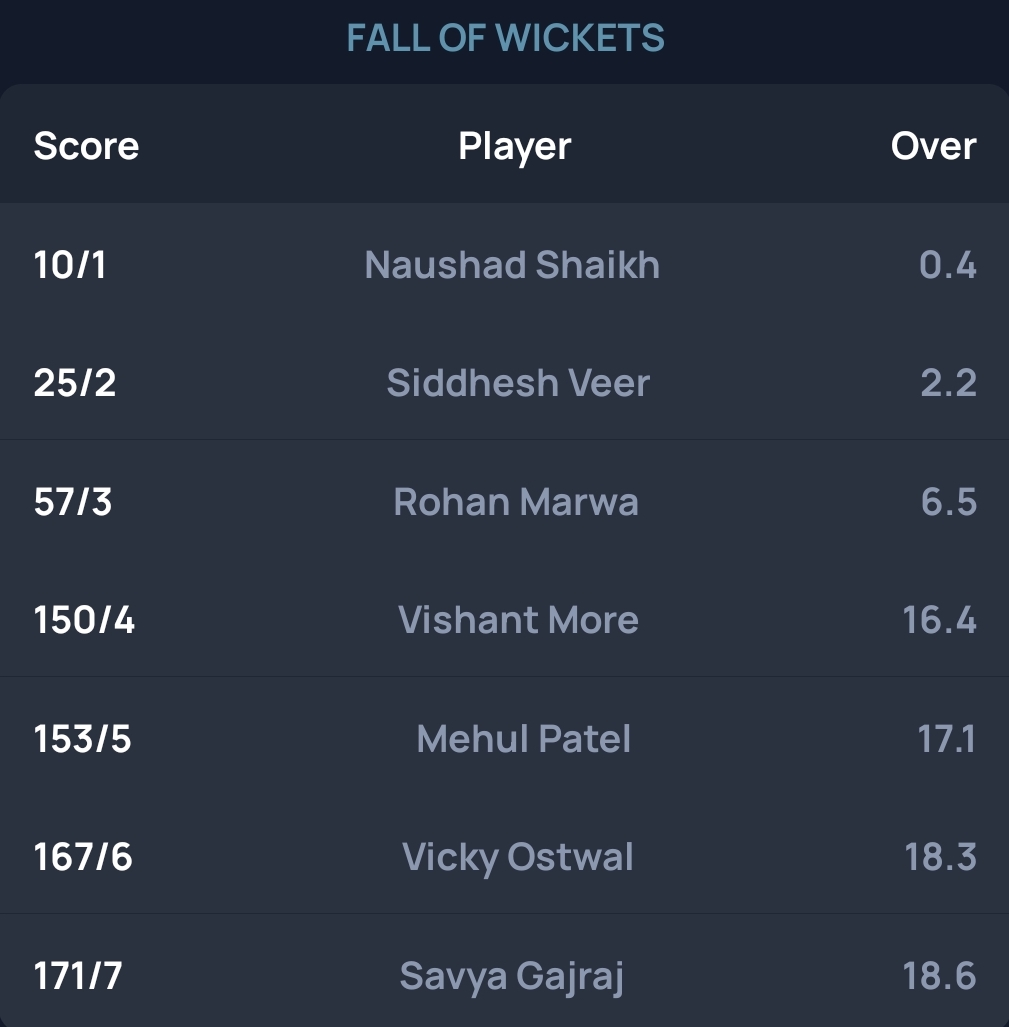 FALL OF WICKETS
Score Player Over
10/1 Naushad Shaikh 0.4
25/2 Siddhesh Veer 2.2
57/3 Rohan Marwa 6.5
150/4 Vishant More 16.4
153/5 Mehul Patel 17.1
167/6 Vicky Ostwal 18.3
171/7 Savya Gajraj 18.6